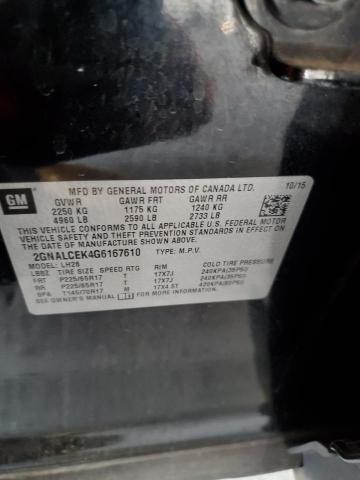 GM
MFD BY GENERAL MOTORS OF CANADA LTD. 10/15
GVWR GAWR FRT GAWR RR
2250 KG 1175 KG 1240 KG
4960 LB 2590 LB 2733 LB
THIS VEHICLE CONFORMS TO ALL APPLICABLE U.S. FEDERAL MOTOR
VEHICLE SAFETY, BUMPER, AND THEFT PREVENTION STANDARDS
IN EFFECT ON THE DATE OF MANUFACTURE SHOWN ABOVE.
2GNALCEK4G6167610 TYPE: M.P.V.
MODEL: LH26
TIRE SIZE SPEED RTG RIM COLD TIRE PRESSURE
FRT P225/65R17 T 17X7J 240KPA(35PSI)
RR P225/65R17 T 17X7J 240KPA(35PSI)
SPA T145/70R17 M 17X4.5T 420KPA(60PSI)
SEE OWNER'S MANUAL